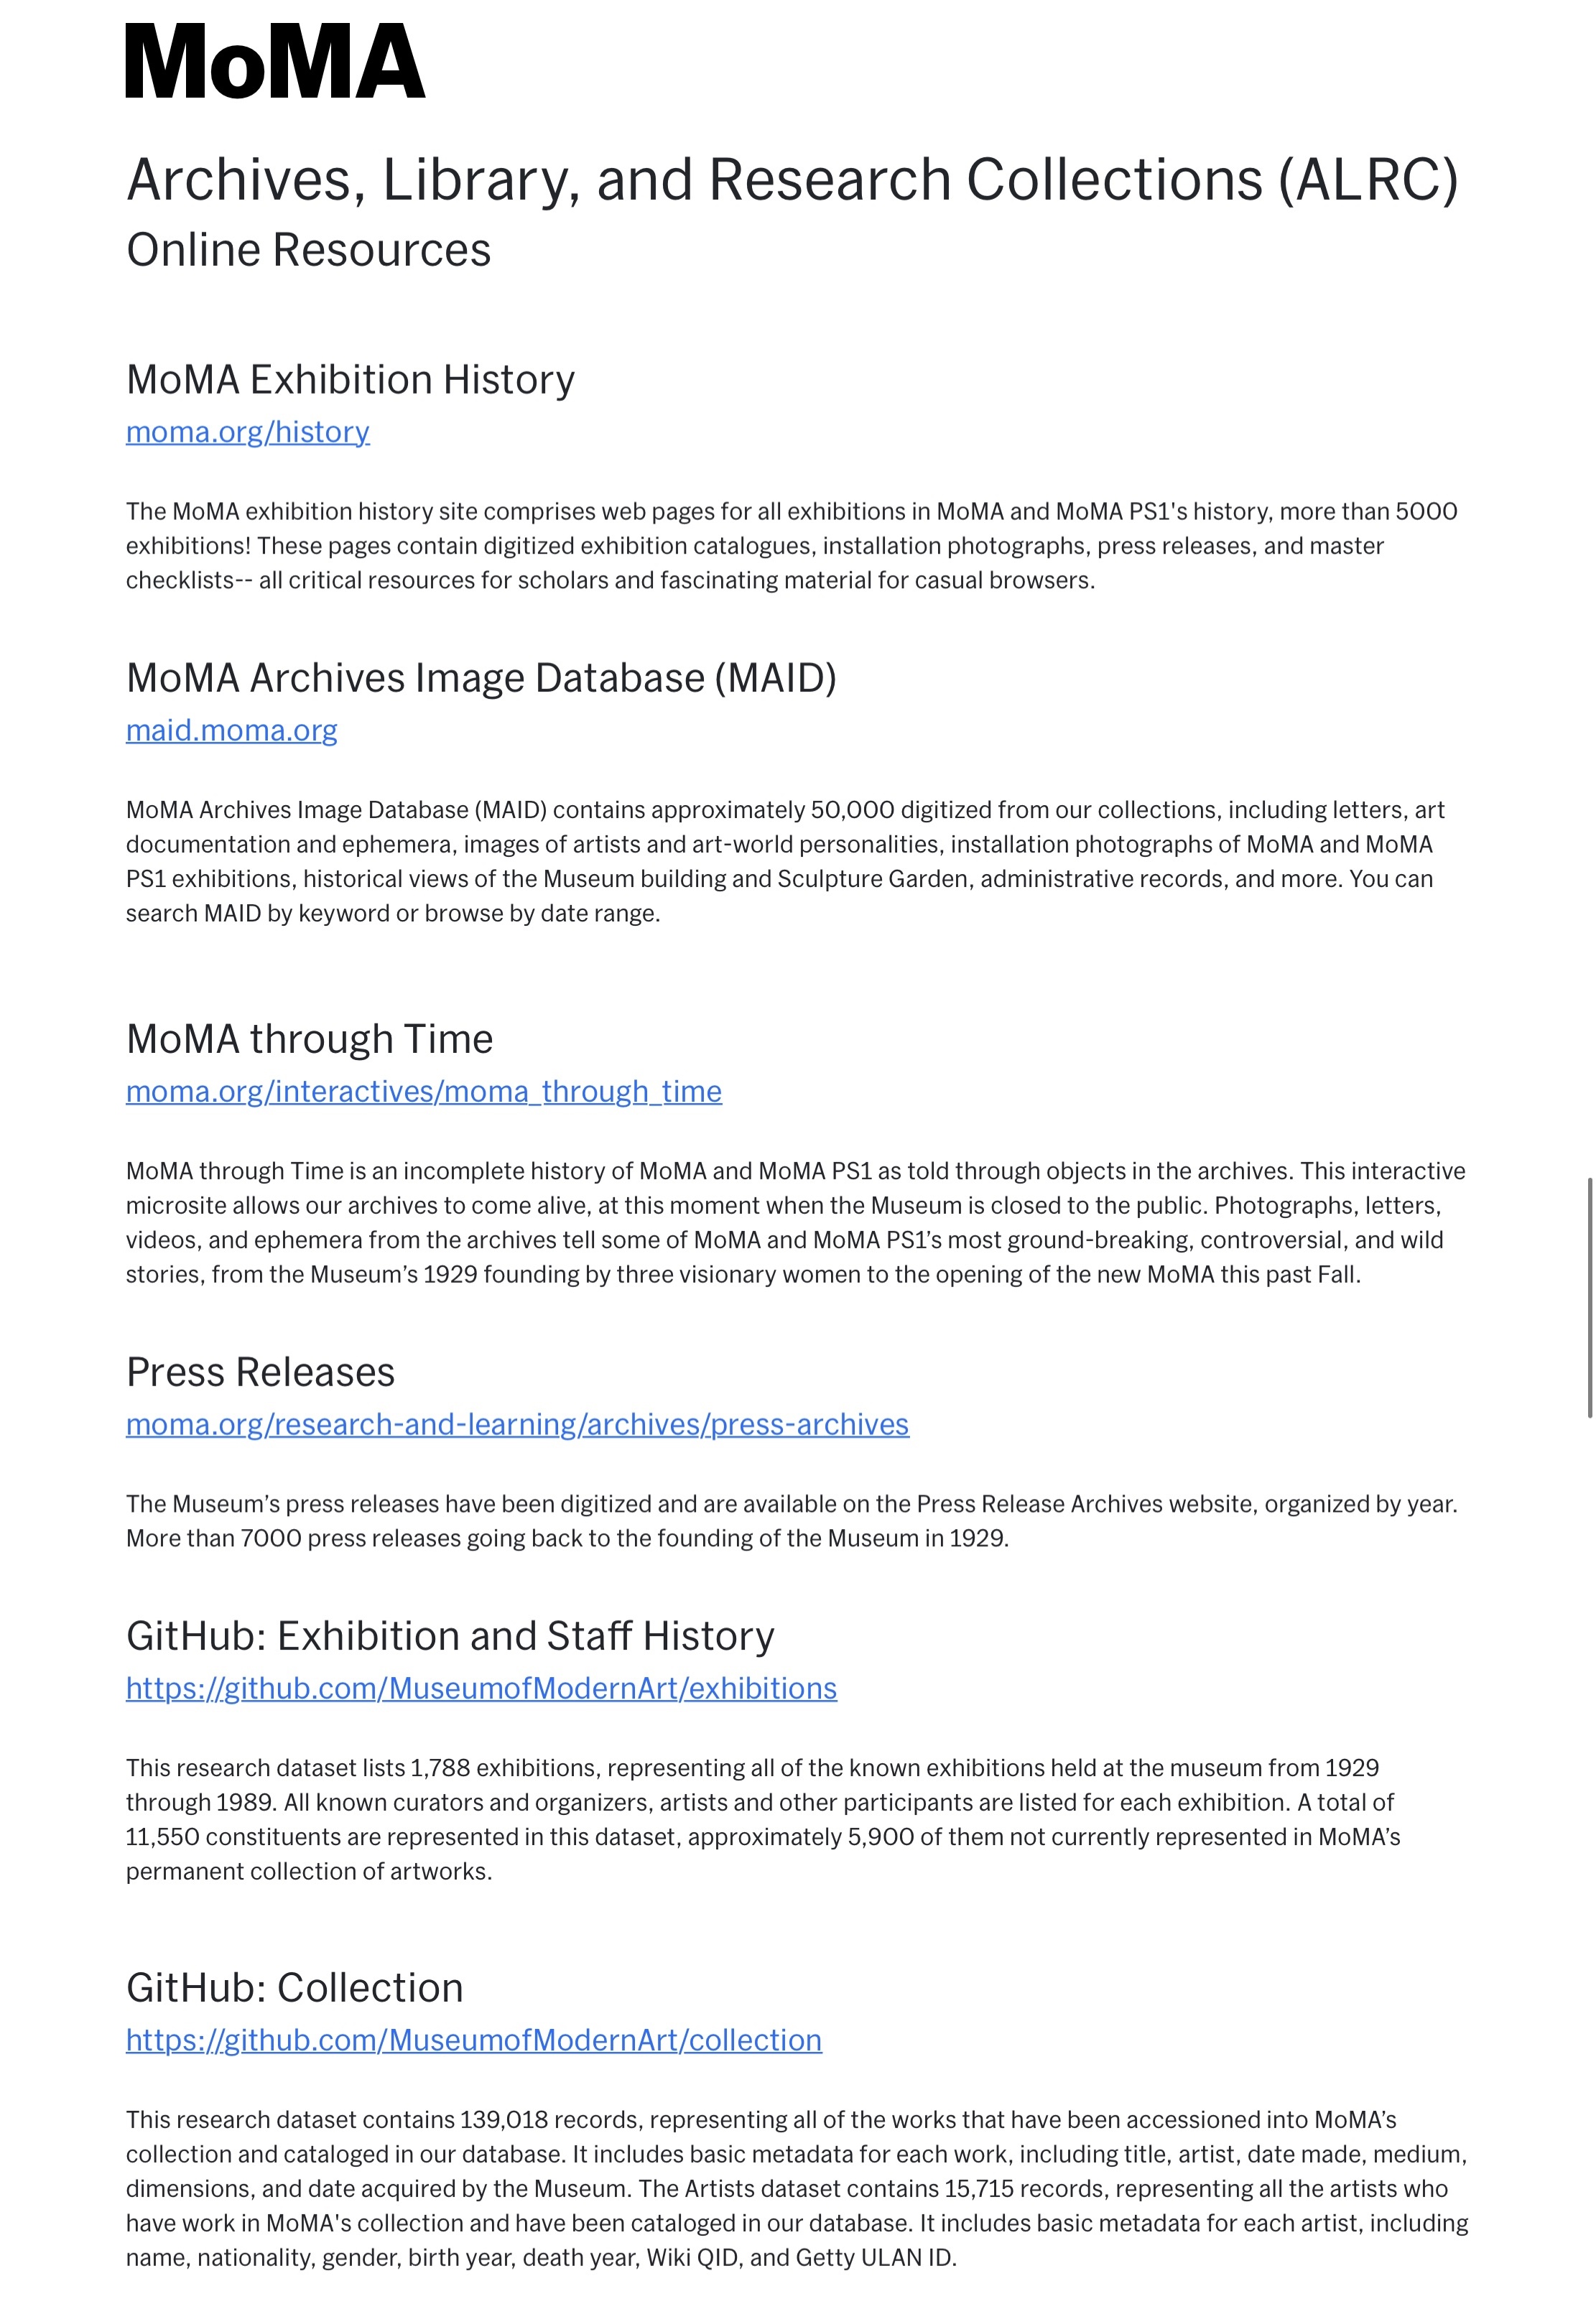 MoMA
Archives, Library, and Research Collections (ALRC)
Online Resources
MoMA Exhibition History
moma.org/history
The MoMA exhibition history site comprises web pages for all exhibitions in MoMA and MoMA PS1's history, more than 5000
exhibitions! These pages contain digitized exhibition catalogues, installation photographs, press releases, and master
checklists-- all critical resources for scholars and fascinating material for casual browsers.
MoMA Archives Image Database (MAID)
maid.moma.org
MoMA Archives Image Database (MAID) contains approximately 50,000 digitized from our collections, including letters, art
documentation and ephemera, images of artists and art-world personalities, installation photographs of MoMA and MoMA
PS1 exhibitions, historical views of the Museum building and Sculpture Garden, administrative records, and more. You can
search MAID by keyword or browse by date range.
MoMA through Time
moma.org/interactives/moma_through_time
MoMA through Time is an incomplete history of MoMA and MoMA PS1 as told through objects in the archives. This interactive
microsite allows our archives to come alive, at this moment when the Museum is closed to the public. Photographs, letters,
videos, and ephemera from the archives tell some of MoMA and MoMA PS1’s most ground-breaking, controversial, and wild
stories, from the Museum’s 1929 founding by three visionary women to the opening of the new MoMA this past Fall.
Press Releases
moma.org/research-and-learning/archives/press-archives
The Museum’s press releases have been digitized and are available on the Press Release Archives website, organized by year.
More than 7000 press releases going back to the founding of the Museum in 1929.
GitHub: Exhibition and Staff History
https://github.com/MuseumofModernArt/exhibitions
This research dataset lists 1,788 exhibitions, representing all of the known exhibitions held at the museum from 1929
through 1989. All known curators and organizers, artists and other participants are listed for each exhibition. A total of
11,550 constituents are represented in this dataset, approximately 5,900 of them not currently represented in MoMA’s
permanent collection of artworks.
GitHub: Collection
https://github.com/MuseumofModernArt/collection
This research dataset contains 139,018 records, representing all of the works that have been accessioned into MoMA’s
collection and cataloged in our database. It includes basic metadata for each work, including title, artist, date made, medium,
dimensions, and date acquired by the Museum. The Artists dataset contains 15,715 records, representing all the artists who
have work in MoMA's collection and have been cataloged in our database. It includes basic metadata for each artist, including
name, nationality, gender, birth year, death year, Wiki QID, and Getty ULAN ID.